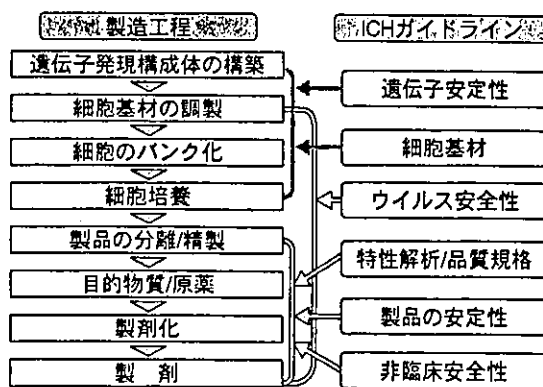 製造工程
遺伝子発現構成体の構築
細胞基材の調製
細胞のバンク化
細胞培養
製品の分離/精製
目的物質/原薬
製剤化
製 剤
ICHガイドライン
遺伝子安定性
細胞基材
ウイルス安全性
特性解析/品質規格
製品の安定性
非臨床安全性